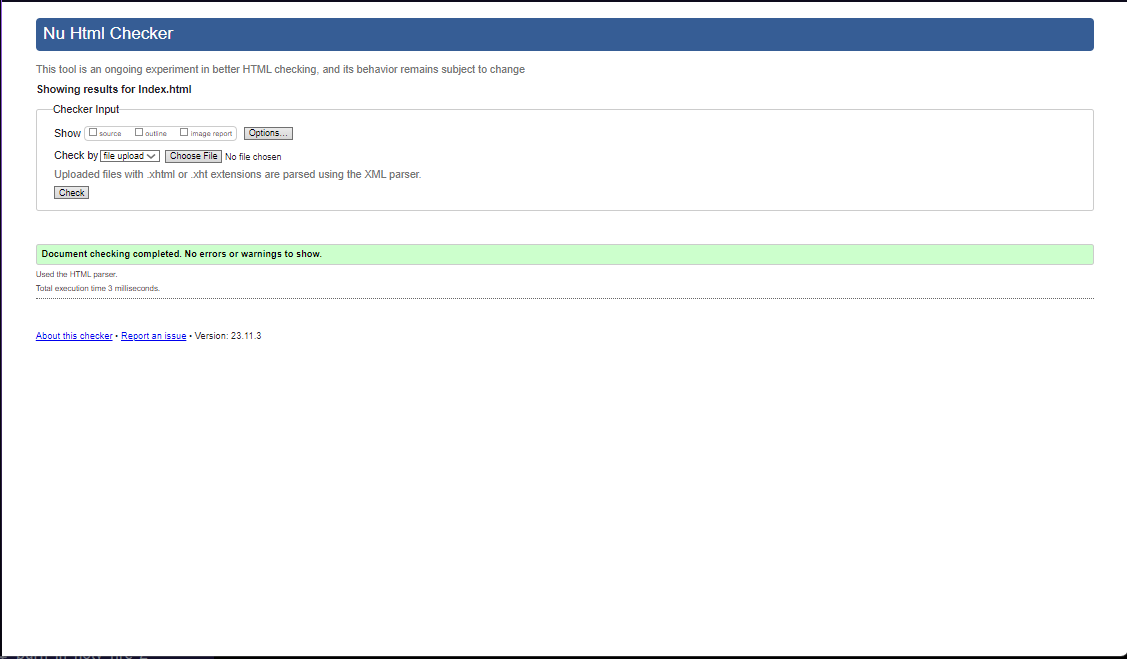 Nu Html Checker
This tool is an ongoing experiment in better HTML checking, and its behavior remains subject to change
Showing results for Index.html
Checker Input
Show source outline image report Options...
Check by file upload Choose File No file chosen
Uploaded files with .xhtml or .xht extensions are parsed using the XML parser.
Check
Document checking completed. No errors or warnings to show.
Used the HTML parser.
Total execution time 3 milliseconds.
About this checker • Report an issue • Version: 23.11.3